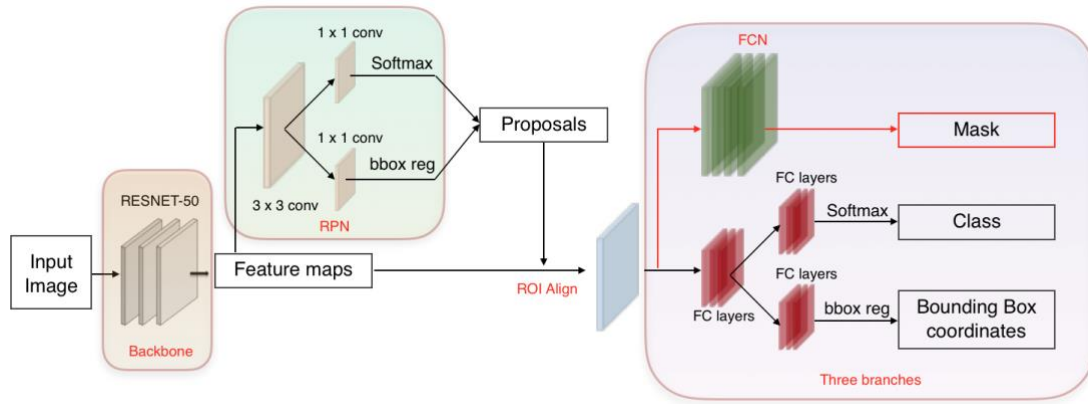 1 x 1 conv
Softmax
1 x 1 conv
bbox reg
3 x 3 conv
RPN
Proposals
RESNET-50
Input
Image
Backbone
Feature maps
ROI Align
FCN
Mask
FC layers
Softmax
Class
FC layers
FC layers
bbox reg
Bounding Box
coordinates
Three branches